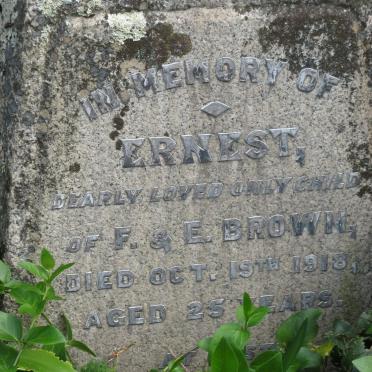 IN MEMORY OF
ERNEST,
DEARLY LOVED ONLY CHILD
OF F. & E. BROWN,
DIED OCT. 19TH 1918,
AGED 25 YEARS.